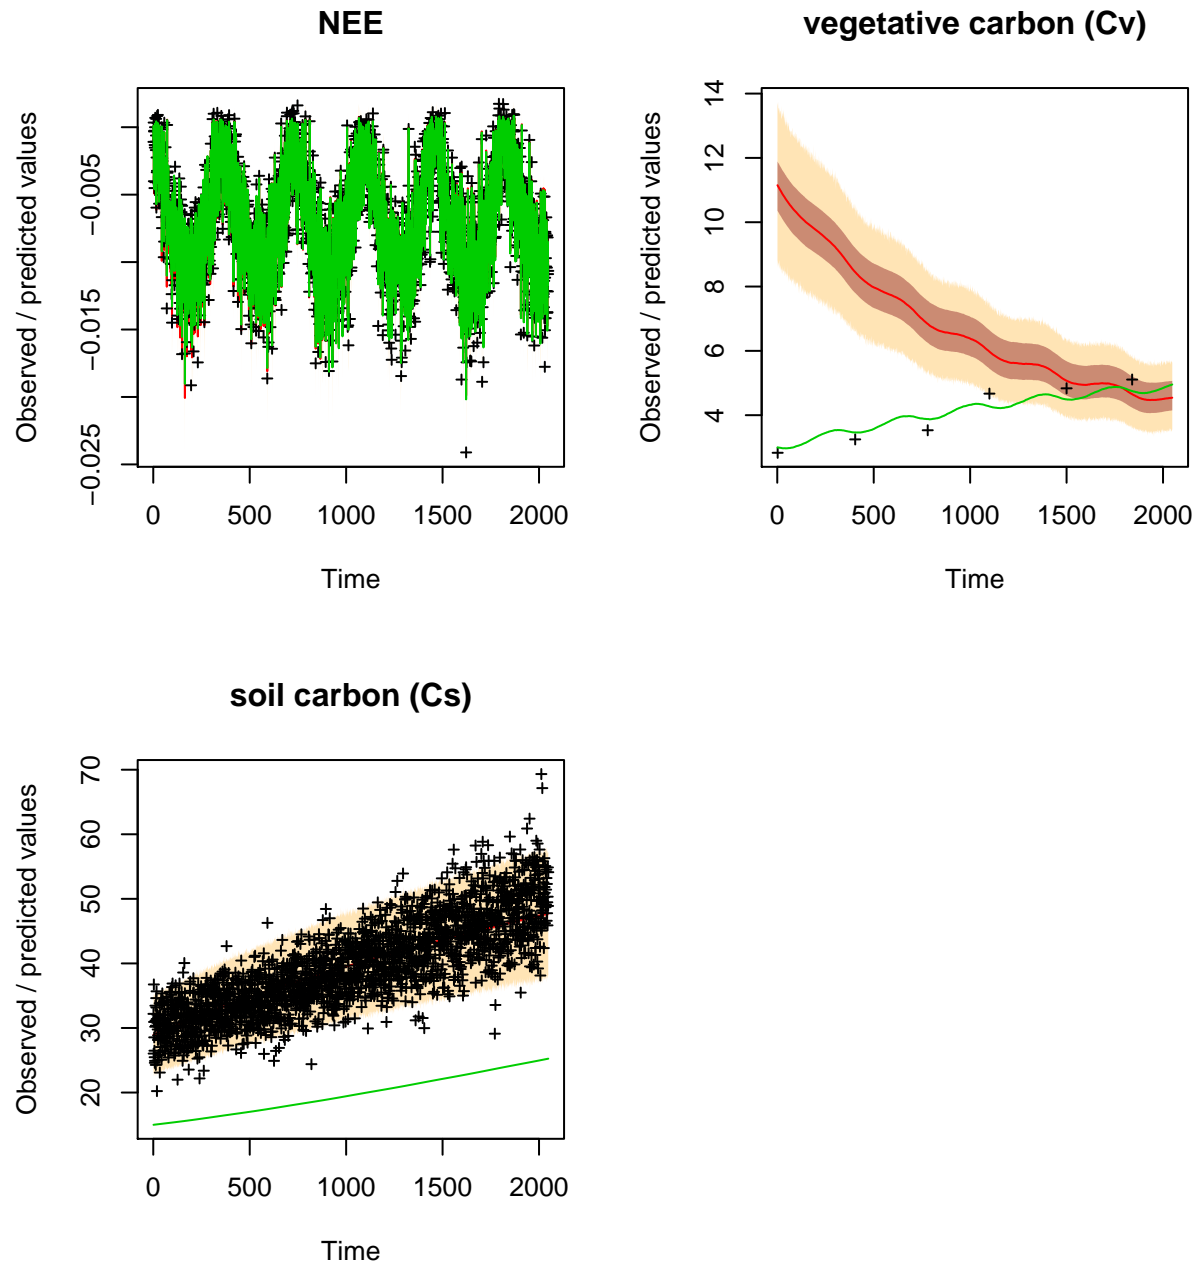 NEE
Observed / predicted values
−0.005
−0.015
−0.025
0 500 1000 1500 2000
Time
vegetative carbon (Cv)
Observed / predicted values
14
12
10
8
6
4
0 500 1000 1500 2000
Time
soil carbon (Cs)
Observed / predicted values
70
60
50
40
30
20
0 500 1000 1500 2000
Time